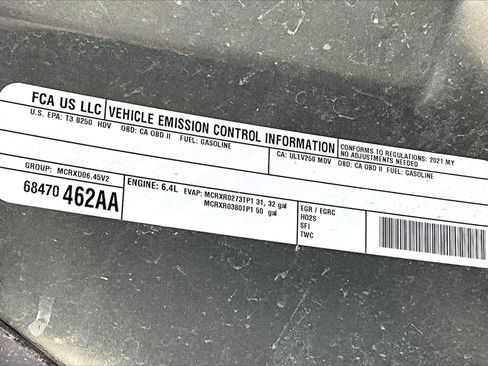 FCA US LLC VEHICLE EMISSION CONTROL INFORMATION CONFORMS TO REGULATIONS: 2021 MY
NO ADJUSTMENTS NEEDED
U.S. EPA: T3 B250 HDV OBD: CA OBD II FUEL: GASOLINE
CA: ULEV250 MDV OBD: CA OBD II FUEL: GASOLINE
GROUP: MCRXD06.45V2
68470 462AA
ENGINE: 6.4L EVAP: MCRXR0273TP1 31, 32 gal
MCRXR0380TP1 50 gal
EGR / EGRC
HO2S
SFI
TWC